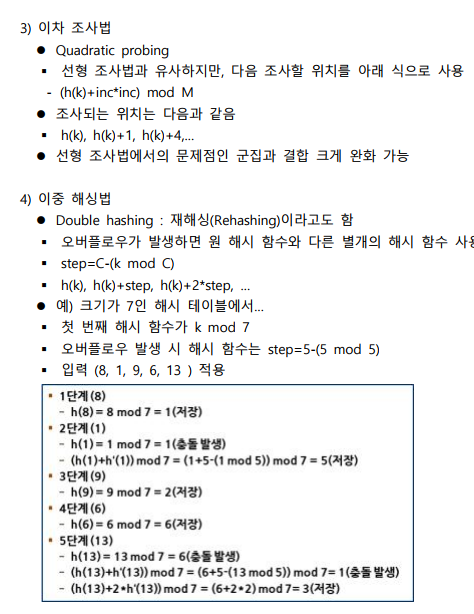 3) 이차 조사법
● Quadratic probing
▪ 선형 조사법과 유사하지만, 다음 조사할 위치를 아래 식으로 사용
- (h(k)+inc*inc) mod M
● 조사되는 위치는 다음과 같음
▪ h(k), h(k)+1, h(k)+4,…
● 선형 조사법에서의 문제점인 군집과 결합 크게 완화 가능
4) 이중 해싱법
● Double hashing : 재해싱(Rehashing)이라고도 함
▪ 오버플로우가 발생하면 원 해시 함수와 다른 별개의 해시 함수
▪ step=C-(k mod C)
▪ h(k), h(k)+step, h(k)+2*step, …
● 예) 크기가 7인 해시 테이블에서…
▪ 첫 번째 해시 함수가 k mod 7
▪ 오버플로우 발생 시 해시 함수는 step=5-(5 mod 5)
▪ 입력 (8, 1, 9, 6, 13 ) 적용
▪ 1단계(8)
– h(8) = 8 mod 7 = 1(저장)
▪ 2단계(1)
– h(1) = 1 mod 7 = 1(충돌 발생)
– (h(1)+h'(1)) mod 7 = (1+5-(1 mod 5)) mod 7 = 5(저장)
▪ 3단계(9)
– h(9) = 9 mod 7 = 2(저장)
▪ 4단계(6)
– h(6) = 6 mod 7 = 6(저장)
▪ 5단계(13)
– h(13) = 13 mod 7 = 6(충돌 발생)
– (h(13)+h'(13)) mod 7 = (6+5-(13 mod 5)) mod 7= 1(충돌 발생)
– (h(13)+2*h'(13)) mod 7 = (6+2*2) mod 7= 3(저장)